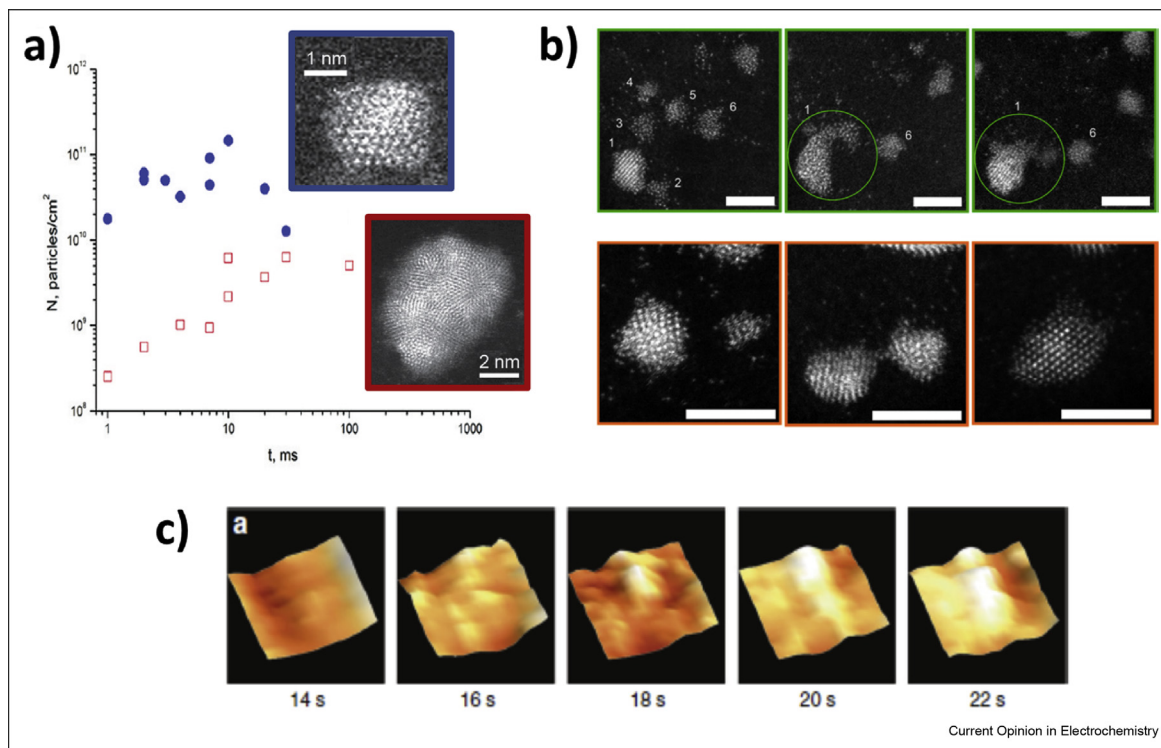 a)
1 nm
10¹²
10¹¹
10¹⁰
10⁹
10⁸
N, particles/cm²
2 nm
1
10
100
1000
t, ms
b)
4
5
6
3
1
2
1
6
1
6
c)
a
14 s
16 s
18 s
20 s
22 s
Current Opinion in Electrochemistry